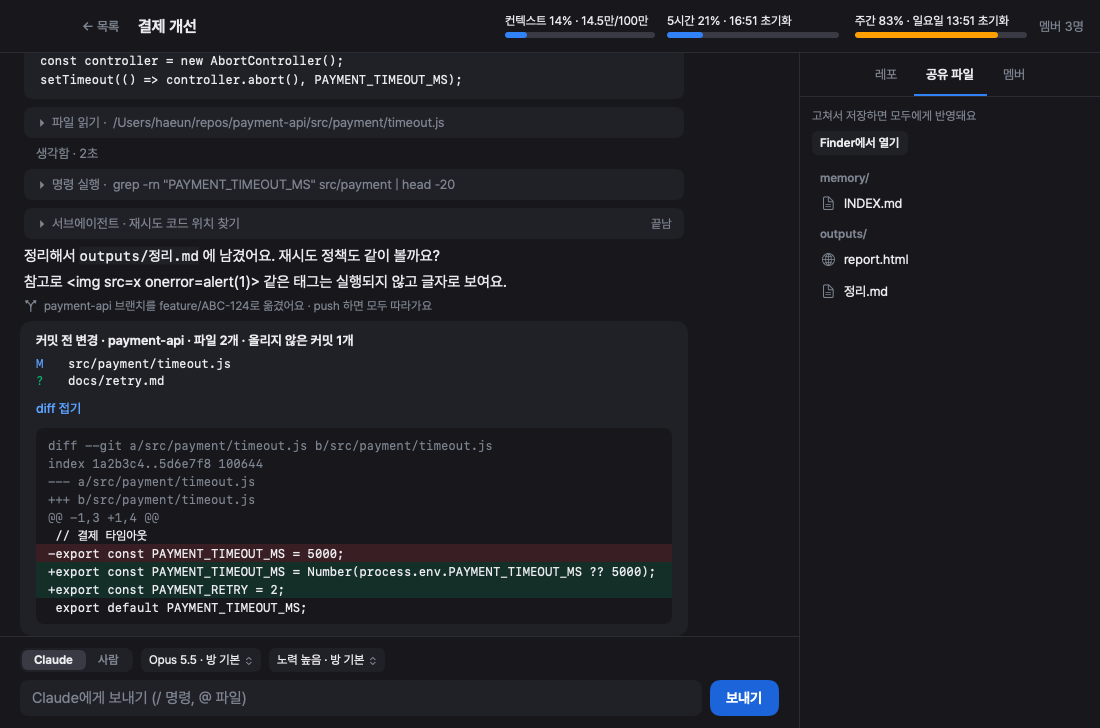 ← 목록 결제 개선
컨텍스트 14% · 14.5만/100만
5시간 21% · 16:51 초기화
주간 83% · 일요일 13:51 초기화
멤버 3명
const controller = new AbortController();
setTimeout(() => controller.abort(), PAYMENT_TIMEOUT_MS);
파일 읽기 · /Users/haeun/repos/payment-api/src/payment/timeout.js
생각함 · 2초
명령 실행 · grep -rn "PAYMENT_TIMEOUT_MS" src/payment | head -20
서브에이전트 · 재시도 코드 위치 찾기 끝남
정리해서 outputs/정리.md 에 남겼어요. 재시도 정책도 같이 볼까요?
참고로 <img src=x onerror=alert(1)> 같은 태그는 실행되지 않고 글자로 보여요.
payment-api 브랜치를 feature/ABC-124로 옮겼어요 · push 하면 모두 따라가요
커밋 전 변경 · payment-api · 파일 2개 · 올리지 않은 커밋 1개
M src/payment/timeout.js
? docs/retry.md
diff 접기
diff --git a/src/payment/timeout.js b/src/payment/timeout.js
index 1a2b3c4..5d6e7f8 100644
--- a/src/payment/timeout.js
+++ b/src/payment/timeout.js
@@ -1,3 +1,4 @@
// 결제 타임아웃
-export const PAYMENT_TIMEOUT_MS = 5000;
+export const PAYMENT_TIMEOUT_MS = Number(process.env.PAYMENT_TIMEOUT_MS ?? 5000);
+export const PAYMENT_RETRY = 2;
export default PAYMENT_TIMEOUT_MS;
Claude 사람 Opus 5.5 · 방 기본 노력 높음 · 방 기본
Claude에게 보내기 (/ 명령, @ 파일)
보내기
레포 공유 파일 멤버
고쳐서 저장하면 모두에게 반영돼요
Finder에서 열기
memory/
INDEX.md
outputs/
report.html
정리.md